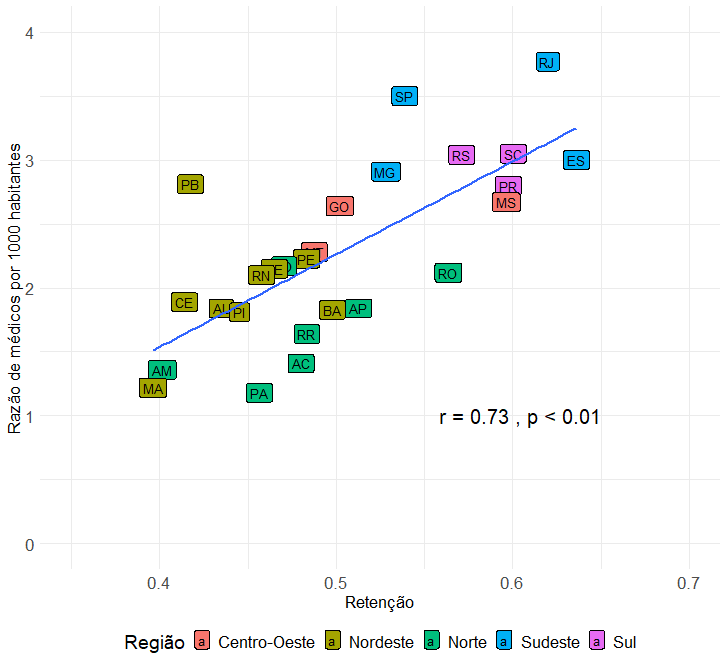 4
3
2
1
0
Razão de médicos por 1000 habitantes
RJ
SP
RS
SC
ES
MG
PB
PR
GO
MS
PE
RN
RO
CE
AL
PI
BA
AP
RR
AC
AM
MA
PA
r = 0.73 , p < 0.01
0.4 0.5 0.6 0.7
Retenção
Região a Centro-Oeste a Nordeste a Norte a Sudeste a Sul